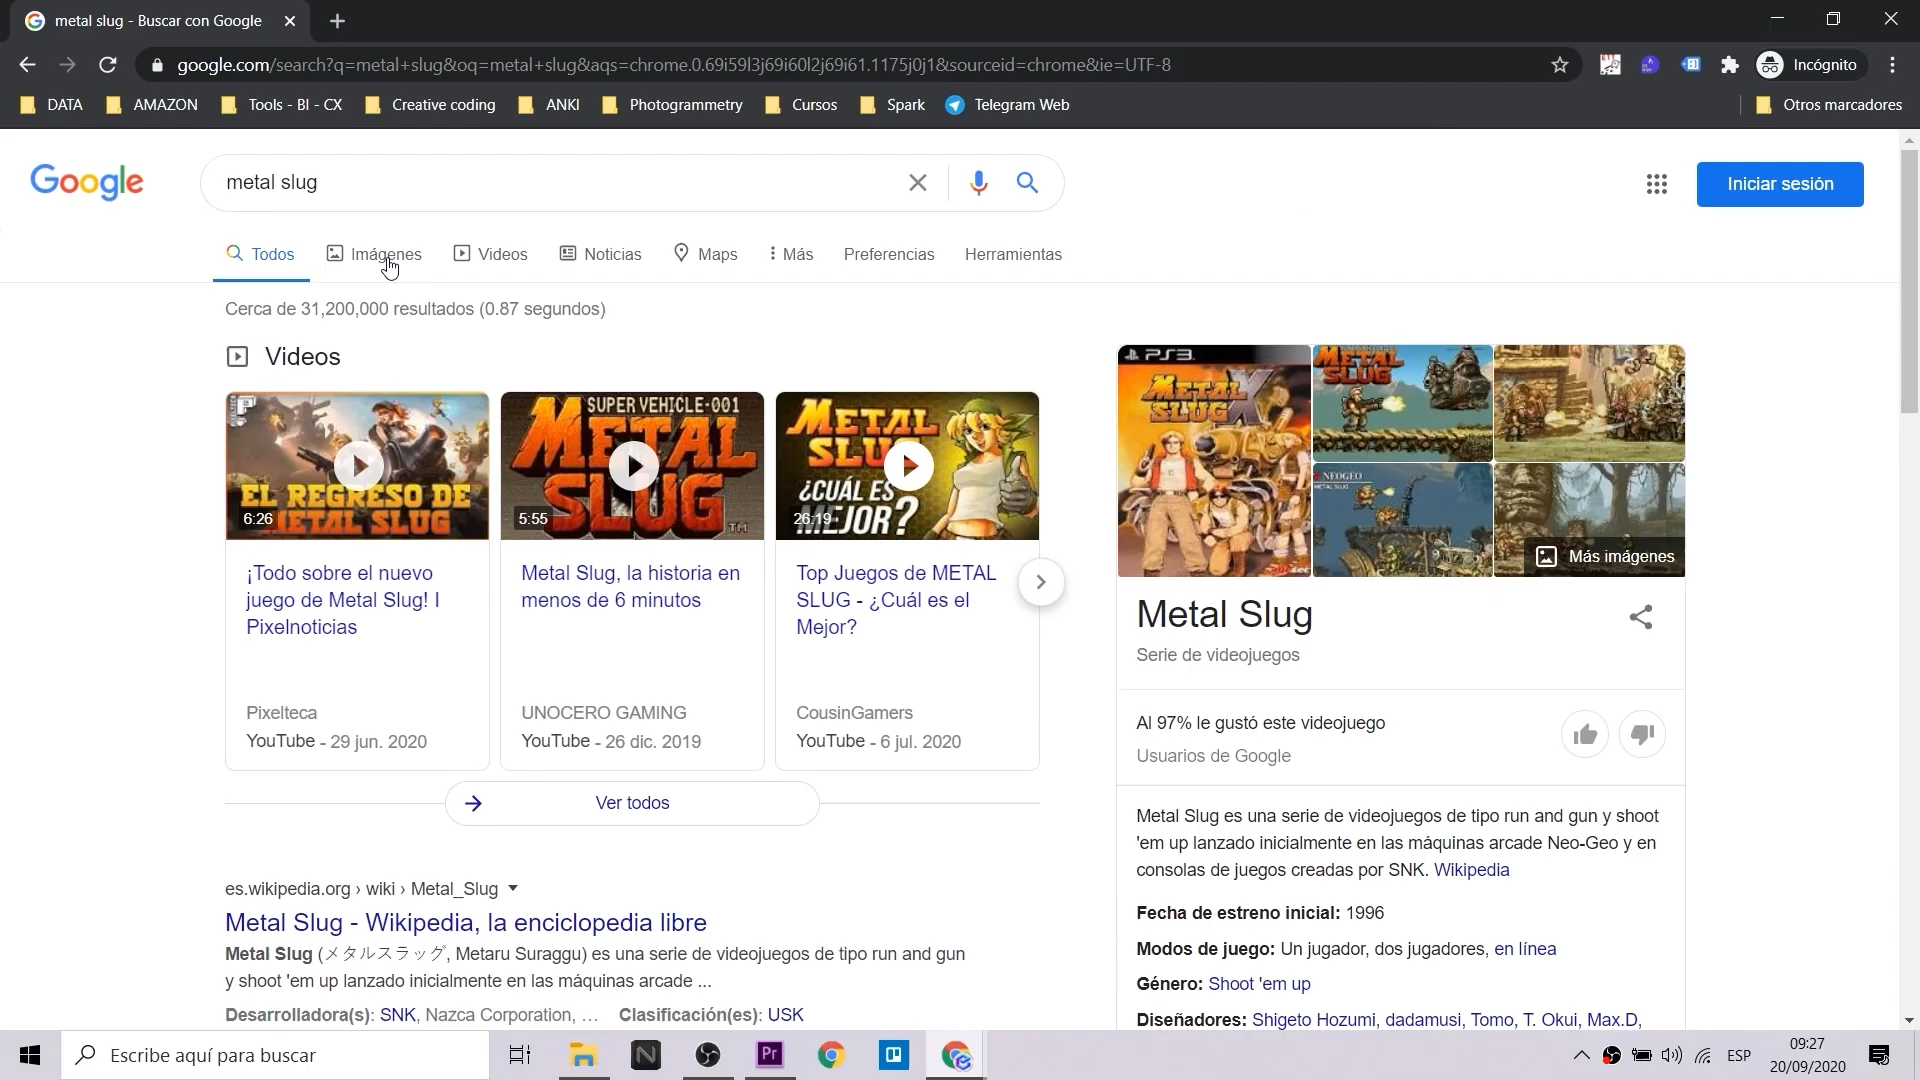 metal slug - Buscar con Google
google.com/search?q=metal+slug&oq=metal+slug&aqs=chrome.0.69i59l3j69i60l2j69i61.1175j0j1&sourceid=chrome&ie=UTF-8
Incógnito
DATA AMAZON Tools - BI - CX Creative coding ANKI Photogrammetry Cursos Spark Telegram Web Otros marcadores
Google
metal slug
Iniciar sesión
Todos Imágenes Videos Noticias Maps Más Preferencias Herramientas
Cerca de 31,200,000 resultados (0.87 segundos)
Videos
EL REGRESO DE
METAL SLUG
6:26
SUPER VEHICLE-001
METAL
SLUG
TM
5:55
METAL
SLUG
¿CUÁL ES
MEJOR?
26:19
¡Todo sobre el nuevo
juego de Metal Slug! I
Pixelnoticias
Pixelteca
YouTube - 29 jun. 2020
Metal Slug, la historia en
menos de 6 minutos
UNOCERO GAMING
YouTube - 26 dic. 2019
Top Juegos de METAL
SLUG - ¿Cuál es el
Mejor?
CousinGamers
YouTube - 6 jul. 2020
Ver todos
es.wikipedia.org › wiki › Metal_Slug
Metal Slug - Wikipedia, la enciclopedia libre
Metal Slug (メタルスラッグ, Metaru Suraggu) es una serie de videojuegos de tipo run and gun
y shoot 'em up lanzado inicialmente en las máquinas arcade ...
Desarrolladora(s): SNK, Nazca Corporation, … Clasificación(es): USK
PS3
METAL
SLUG X
METAL
SLUG
NEOGEO
METAL SLUG
Más imágenes
Metal Slug
Serie de videojuegos
Al 97% le gustó este videojuego
Usuarios de Google
Metal Slug es una serie de videojuegos de tipo run and gun y shoot
'em up lanzado inicialmente en las máquinas arcade Neo-Geo y en
consolas de juegos creadas por SNK. Wikipedia
Fecha de estreno inicial: 1996
Modos de juego: Un jugador, dos jugadores, en línea
Género: Shoot 'em up
Diseñadores: Shigeto Hozumi, dadamusi, Tomo, T. Okui, Max.D,
Escribe aquí para buscar
Pr
ESP
09:27
20/09/2020